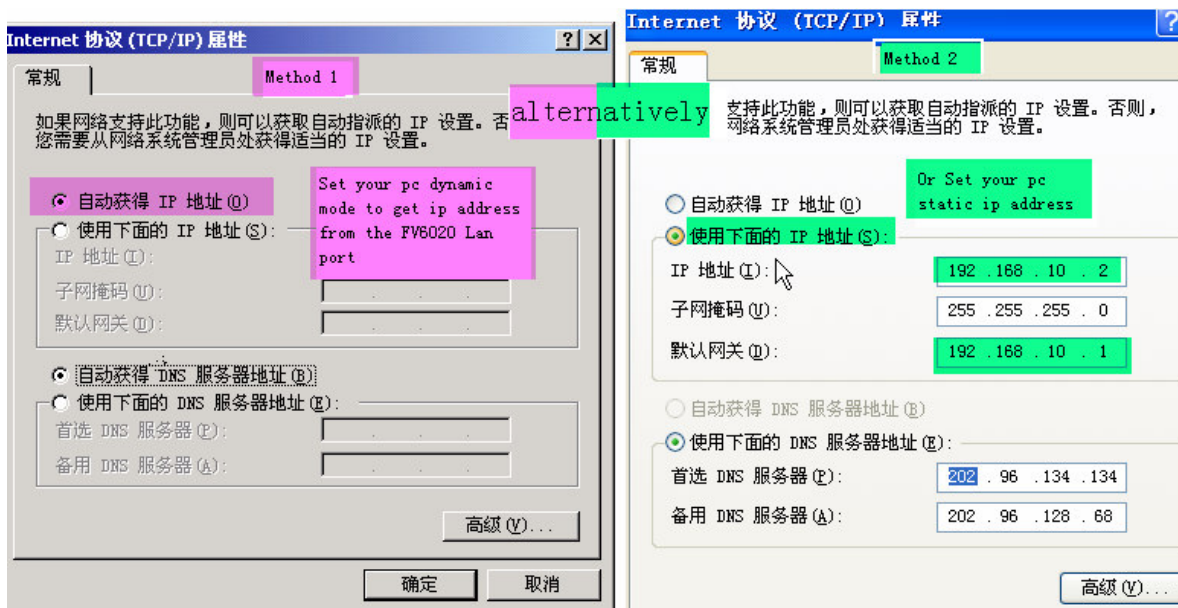 Internet 协议 (TCP/IP) 属性
常规
Method 1
如果网络支持此功能，则可以获取自动指派的 IP 设置。否
您需要从网络系统管理员处获得适当的 IP 设置。
自动获得 IP 地址(O)
Set your pc dynamic
mode to get ip address
from the FV6020 Lan
port
使用下面的 IP 地址(S):
IP 地址(I):
子网掩码(U):
默认网关(D):
自动获得 DNS 服务器地址(B)
使用下面的 DNS 服务器地址(E):
首选 DNS 服务器(P):
备用 DNS 服务器(A):
高级(V)...
确定
取消
alternatively
Internet 协议 (TCP/IP) 属性
常规
Method 2
支持此功能，则可以获取自动指派的 IP 设置。否则，
网络系统管理员处获得适当的 IP 设置。
Or Set your pc
static ip address
自动获得 IP 地址(O)
使用下面的 IP 地址(S):
IP 地址(I): 192 .168 .10 . 2
子网掩码(U): 255 .255 .255 . 0
默认网关(D): 192 .168 .10 . 1
自动获得 DNS 服务器地址(B)
使用下面的 DNS 服务器地址(E):
首选 DNS 服务器(P): 202 . 96 .134 .134
备用 DNS 服务器(A): 202 . 96 .128 . 68
高级(V)...